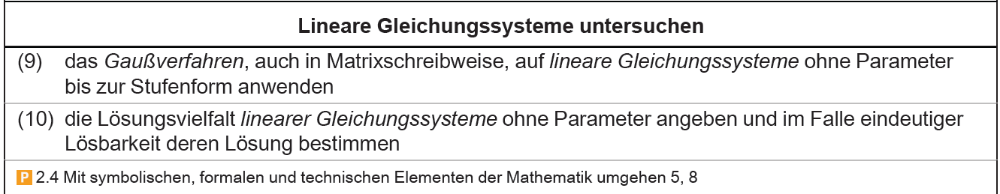 Lineare Gleichungssysteme untersuchen
(9) das Gaußverfahren, auch in Matrixschreibweise, auf lineare Gleichungssysteme ohne Parameter
bis zur Stufenform anwenden
(10) die Lösungsvielfalt linearer Gleichungssysteme ohne Parameter angeben und im Falle eindeutiger
Lösbarkeit deren Lösung bestimmen
P 2.4 Mit symbolischen, formalen und technischen Elementen der Mathematik umgehen 5, 8